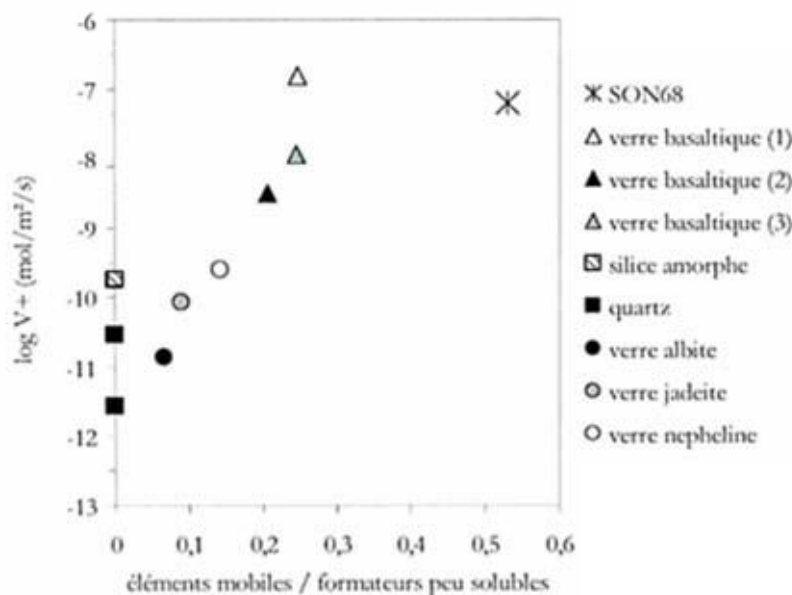 -6
-7
-8
-9
-10
-11
-12
-13
log V+ (mol/m²/s)
0 0,1 0,2 0,3 0,4 0,5 0,6
éléments mobiles / formateurs peu solubles
SON68
verre basaltique (1)
verre basaltique (2)
verre basaltique (3)
silice amorphe
quartz
verre albite
verre jadeite
verre nepheline